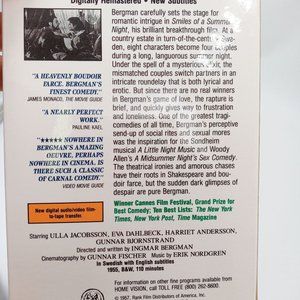 Digitally Remastered • New Subtitles
Bergman carefully sets the stage for
romantic intrigue in Smiles of a Summer
Night, his brilliant breakthrough film. At a
country estate in turn-of-the-cent. Swe-
den, eight characters become four couples
during a long, languorous summer night.
Under the spell of a mysterious elixir, the
mismatched couples switch partners in an
intricate roundelay that is both lyrical and
erotic. But since there are no real winners
in Bergman's game of love, the rapture is
brief, and quickly gives way to frustration
and loneliness. One of the greatest tragi-
comedies of all time, Bergman's perceptive
send-up of social rites and sexual mores
was the inspiration for the Sondheim
musical A Little Night Music and Woody
Allen's A Midsummer Night's Sex Comedy.
The theatrical ironies and amorous chases
have their roots in Shakespeare and bou-
doir farce, but the sudden dark glimpses of
despair are pure Bergman.
"A HEAVENLY BOUDOIR
FARCE. BERGMAN'S
FINEST COMEDY."
JAMES MONACO, THE MOVIE GUIDE
"A NEARLY PERFECT
WORK."
PAULINE KAEL
"★★★★★ NOWHERE
IN BERGMAN'S AMAZING
OEUVRE, PERHAPS
NOWHERE IN CINEMA, IS
THERE SUCH A CLASSIC
OF CARNAL COMEDY."
VIDEO MOVIE GUIDE
New digital audio/video film-
to-tape transfer.
Winner Cannes Film Festival, Grand Prize for
Best Comedy; Ten Best Lists: The New York
Times, New York Post, Time Magazine
Starring ULLA JACOBSSON, EVA DAHLBECK, HARRIET ANDERSSON,
GUNNAR BJORNSTRAND
Written and directed by INGMAR BERGMAN
Cinematography by GUNNAR FISCHER Music by ERIK NORDGREN
In Swedish with English subtitles
1955, B&W, 110 minutes
For information on other fine programs available from
HOME VISION, call TOLL FREE (800) 262-8600.
© 1987, Rank Film Distributors of America, Inc.